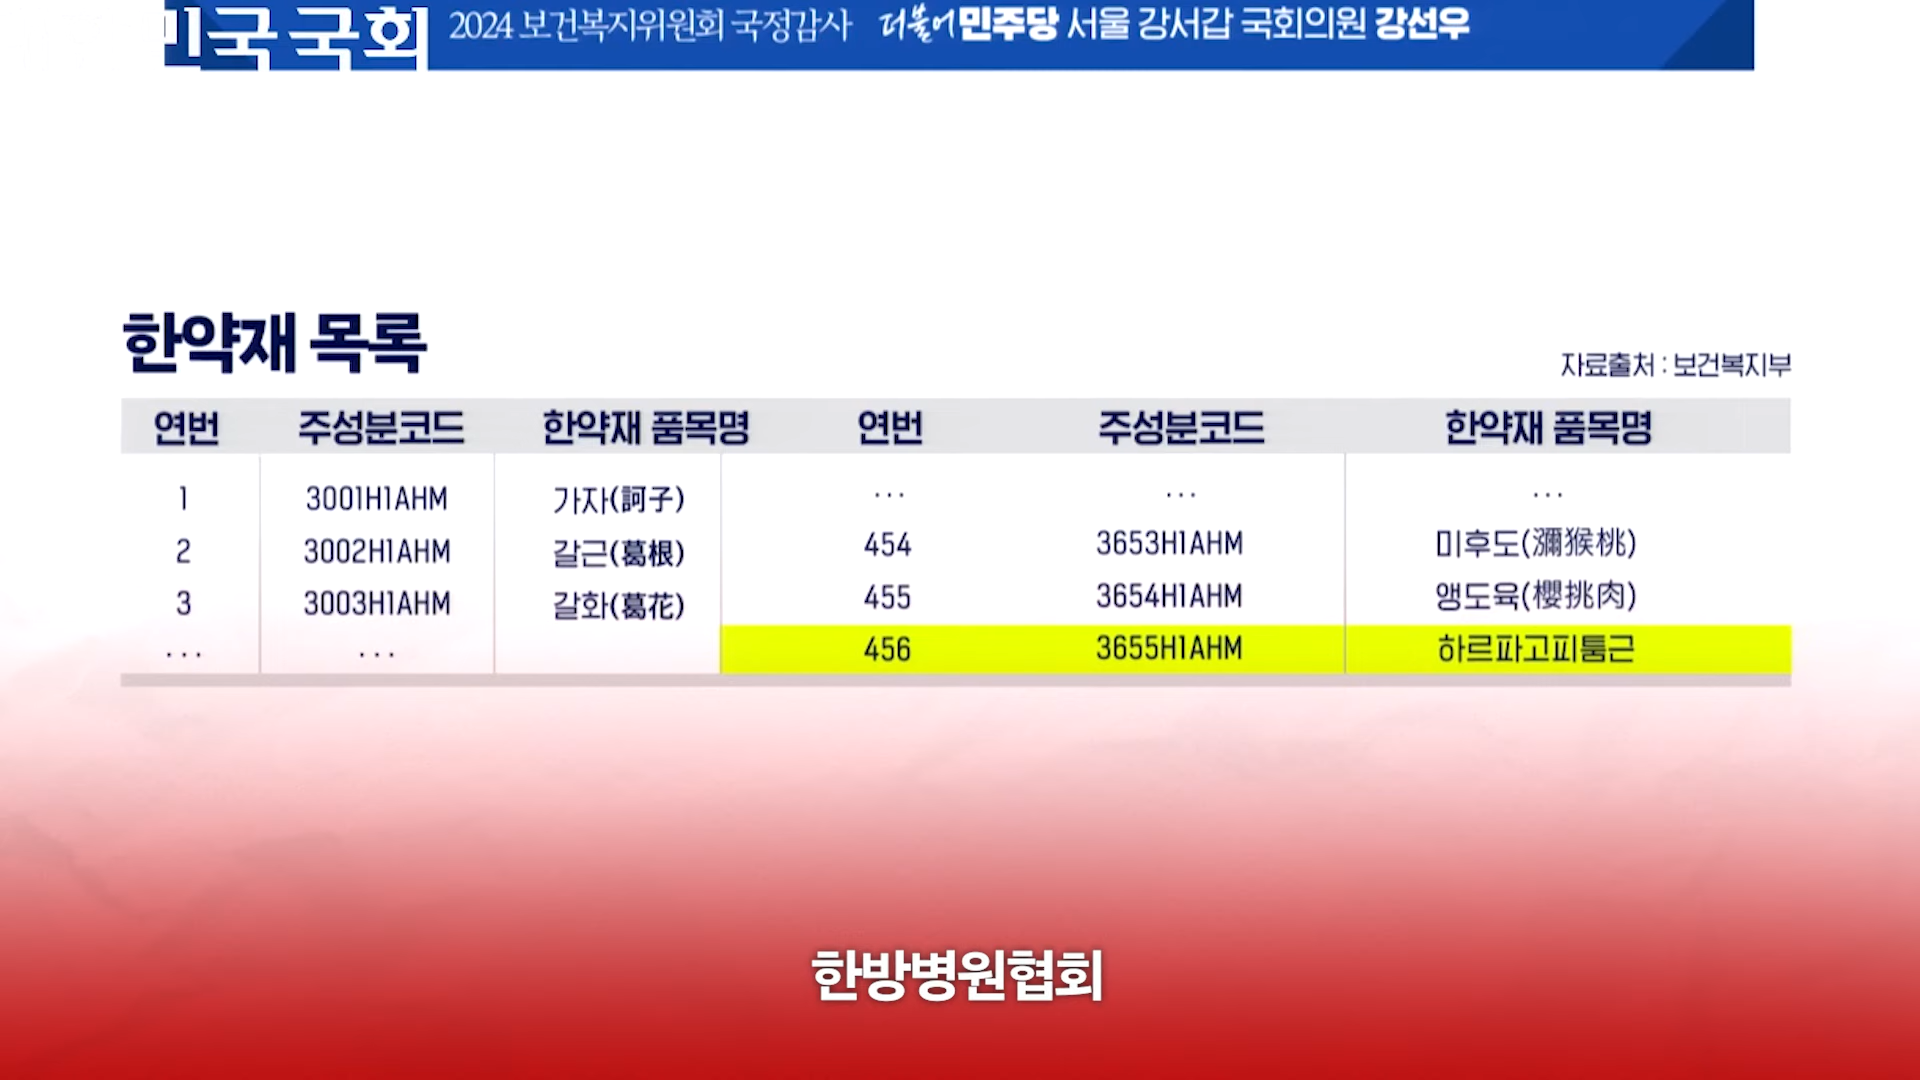 민국 국회 2024 보건복지위원회 국정감사 더불어민주당 서울 강서갑 국회의원 강선우
한약재 목록
자료출처 : 보건복지부
연번 주성분코드 한약재 품목명 연번 주성분코드 한약재 품목명
1 3001H1AHM 가자(訶子) ... ... ...
2 3002H1AHM 갈근(葛根) 454 3653H1AHM 미후도(獼猴桃)
3 3003H1AHM 갈화(葛花) 455 3654H1AHM 앵도육(櫻挑肉)
... ... 456 3655H1AHM 하르파고피툼근
한방병원협회